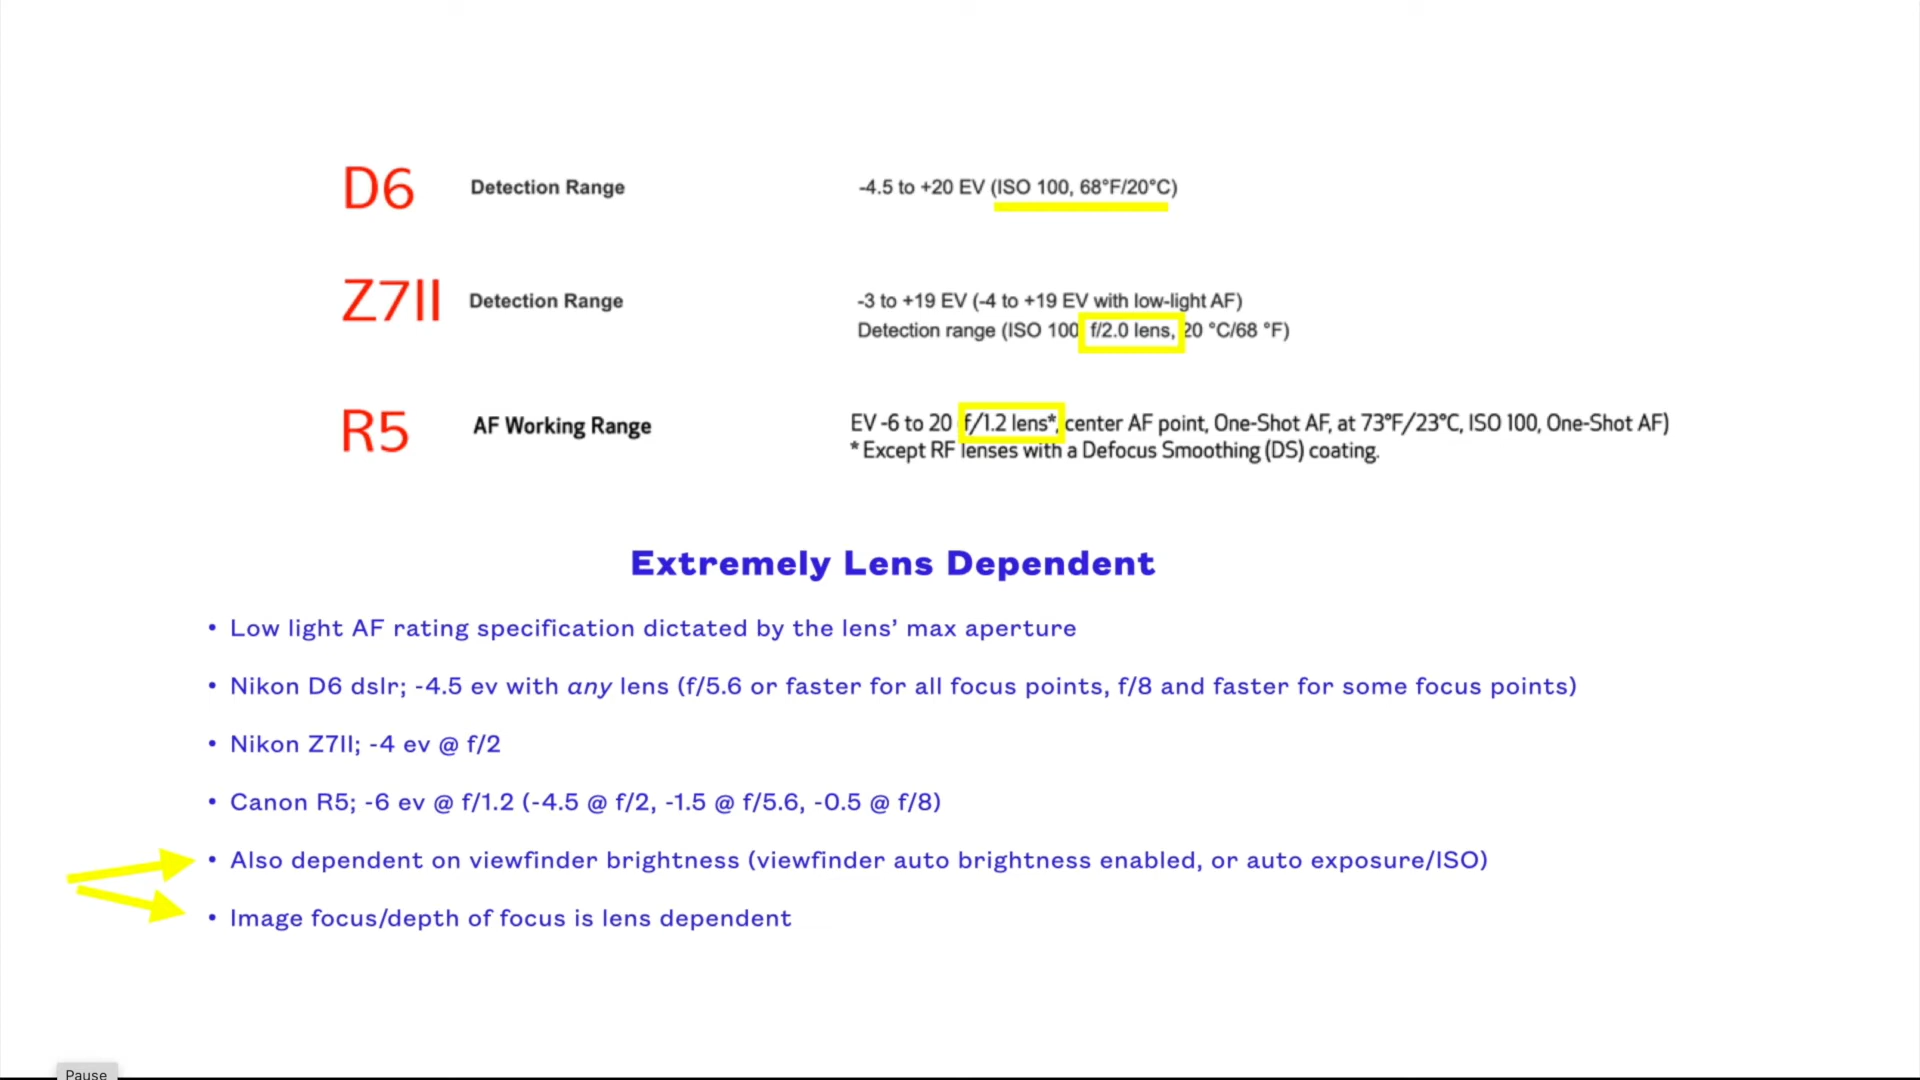 D6 Detection Range -4.5 to +20 EV (ISO 100, 68°F/20°C)
Z7II Detection Range -3 to +19 EV (-4 to +19 EV with low-light AF)
Detection range (ISO 100 f/2.0 lens, 20 °C/68 °F)
R5 AF Working Range EV -6 to 20 f/1.2 lens*, center AF point, One-Shot AF, at 73°F/23°C, ISO 100, One-Shot AF)
* Except RF lenses with a Defocus Smoothing (DS) coating.
Extremely Lens Dependent
• Low light AF rating specification dictated by the lens’ max aperture
• Nikon D6 dslr; -4.5 ev with any lens (f/5.6 or faster for all focus points, f/8 and faster for some focus points)
• Nikon Z7II; -4 ev @ f/2
• Canon R5; -6 ev @ f/1.2 (-4.5 @ f/2, -1.5 @ f/5.6, -0.5 @ f/8)
• Also dependent on viewfinder brightness (viewfinder auto brightness enabled, or auto exposure/ISO)
• Image focus/depth of focus is lens dependent
Pause